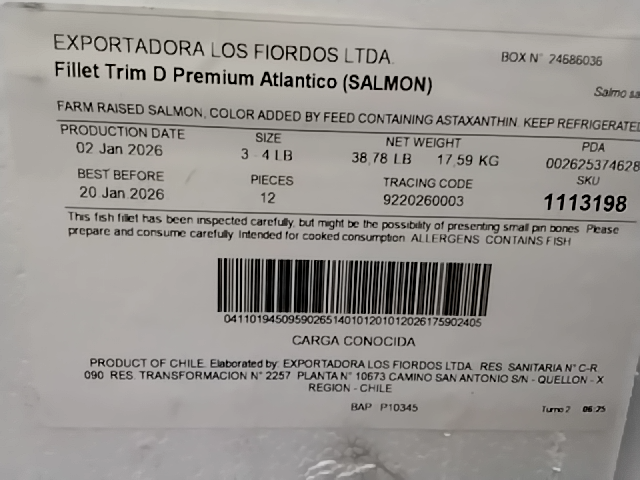 EXPORTADORA LOS FIORDOS LTDA.
BOX N° 24686036
Fillet Trim D Premium Atlantico (SALMON)
Salmo sa
FARM RAISED SALMON, COLOR ADDED BY FEED CONTAINING ASTAXANTHIN. KEEP REFRIGERATED
PRODUCTION DATE SIZE NET WEIGHT PDA
02 Jan 2026 3 - 4 LB 38,78 LB 17,59 KG 002625374628
BEST BEFORE PIECES TRACING CODE SKU
20 Jan 2026 12 9220260003 1113198
This fish fillet has been inspected carefully, but might be the possibility of presenting small pin bones. Please
prepare and consume carefully. Intended for cooked consumption. ALLERGENS: CONTAINS FISH
04110194509590265140101201012026175902405
CARGA CONOCIDA
PRODUCT OF CHILE. Elaborated by: EXPORTADORA LOS FIORDOS LTDA. RES. SANITARIA N° C-R
090. RES. TRANSFORMACION N° 2257. PLANTA N° 10673 CAMINO SAN ANTONIO S/N - QUELLON - X
REGION - CHILE
BAP P10345
Turno 2 06:25